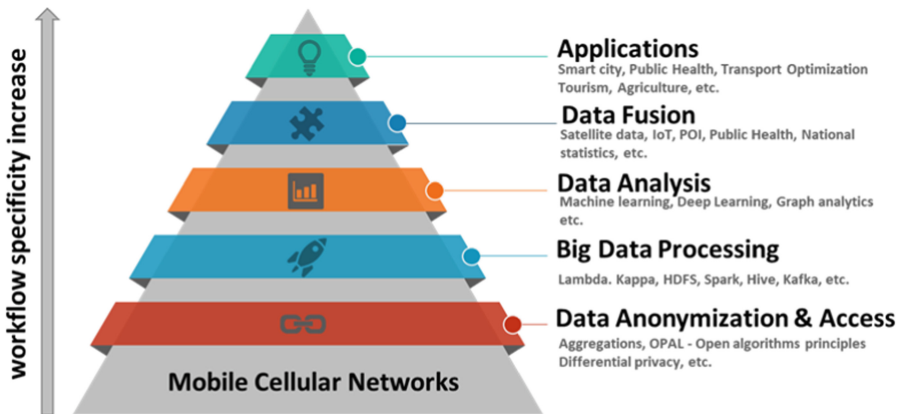 workflow specificity increase
Applications
Smart city, Public Health, Transport Optimization
Tourism, Agriculture, etc.
Data Fusion
Satellite data, IoT, POI, Public Health, National
statistics, etc.
Data Analysis
Machine learning, Deep Learning, Graph analytics
etc.
Big Data Processing
Lambda. Kappa, HDFS, Spark, Hive, Kafka, etc.
Data Anonymization & Access
Aggregations, OPAL - Open algorithms principles
Differential privacy, etc.
Mobile Cellular Networks